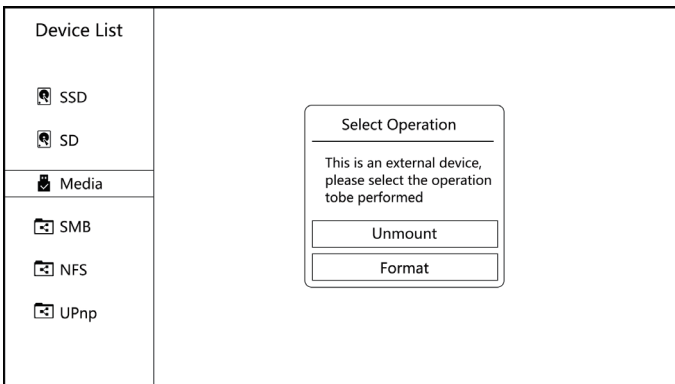 Device List
SSD
SD
Media
SMB
NFS
UPnp
Select Operation
This is an external device,
please select the operation
tobe performed
Unmount
Format